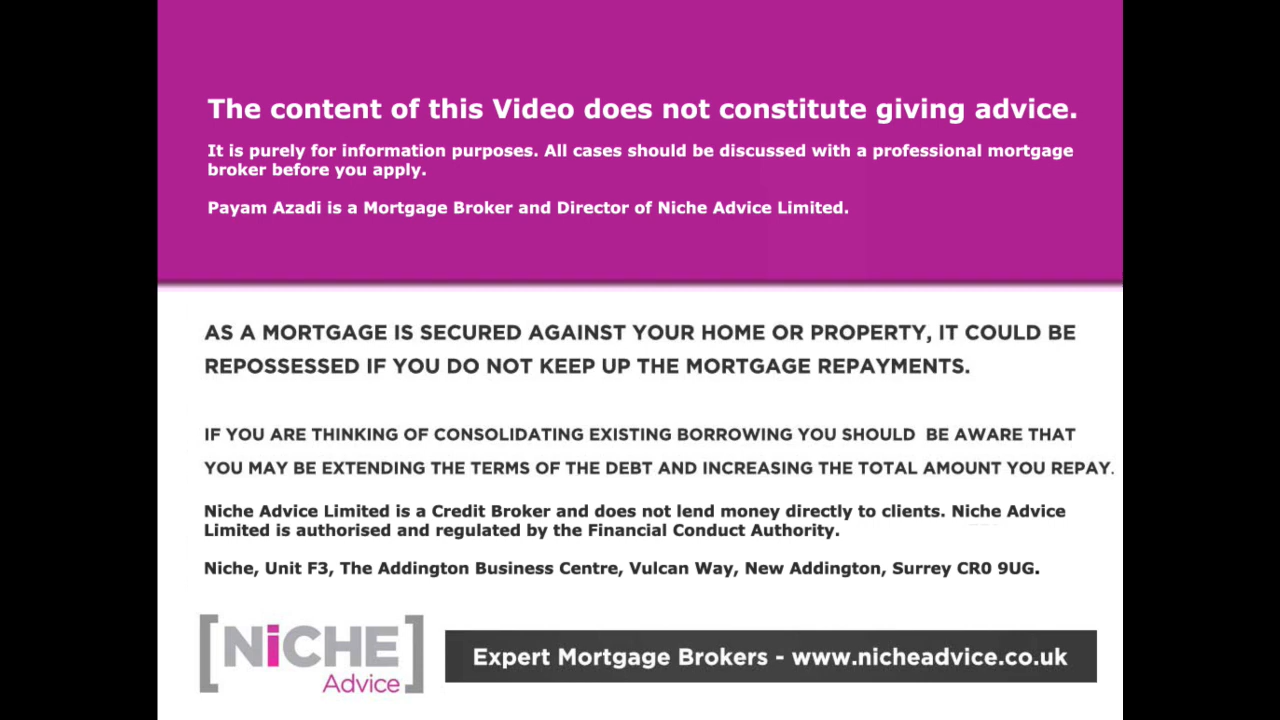 The content of this Video does not constitute giving advice.
It is purely for information purposes. All cases should be discussed with a professional mortgage
broker before you apply.
Payam Azadi is a Mortgage Broker and Director of Niche Advice Limited.
AS A MORTGAGE IS SECURED AGAINST YOUR HOME OR PROPERTY, IT COULD BE
REPOSSESSED IF YOU DO NOT KEEP UP THE MORTGAGE REPAYMENTS.
IF YOU ARE THINKING OF CONSOLIDATING EXISTING BORROWING YOU SHOULD BE AWARE THAT
YOU MAY BE EXTENDING THE TERMS OF THE DEBT AND INCREASING THE TOTAL AMOUNT YOU REPAY.
Niche Advice Limited is a Credit Broker and does not lend money directly to clients. Niche Advice
Limited is authorised and regulated by the Financial Conduct Authority.
Niche, Unit F3, The Addington Business Centre, Vulcan Way, New Addington, Surrey CR0 9UG.
[NiCHE]
Advice
Expert Mortgage Brokers - www.nicheadvice.co.uk